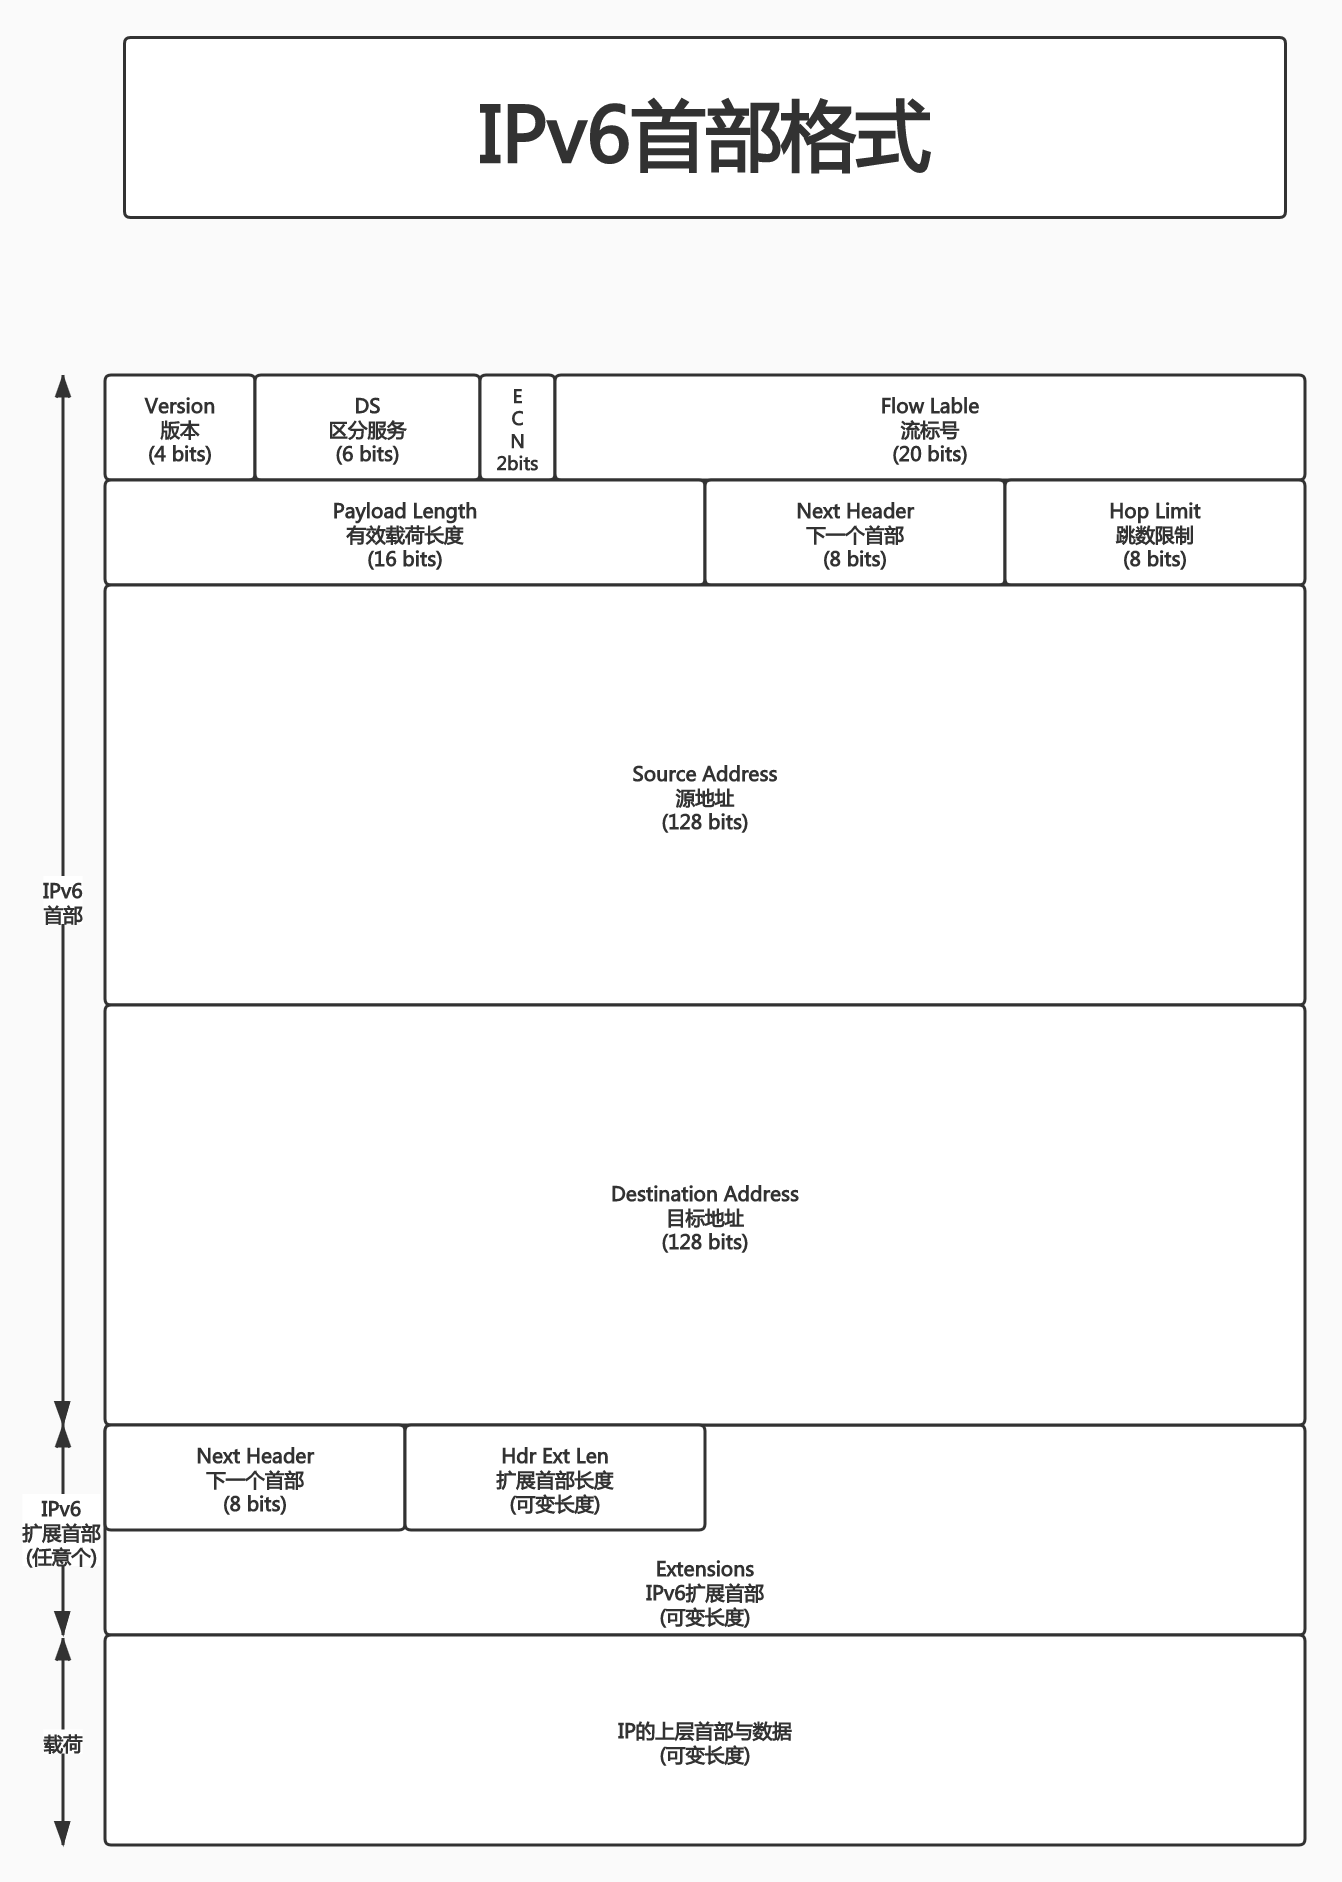 IPv6首部格式
Version
版本
(4 bits)
DS
区分服务
(6 bits)
E
C
N
2bits
Flow Lable
流标号
(20 bits)
Payload Length
有效载荷长度
(16 bits)
Next Header
下一个首部
(8 bits)
Hop Limit
跳数限制
(8 bits)
Source Address
源地址
(128 bits)
IPv6
首部
Destination Address
目标地址
(128 bits)
Next Header
下一个首部
(8 bits)
Hdr Ext Len
扩展首部长度
(可变长度)
IPv6
扩展首部
(任意个)
Extensions
IPv6扩展首部
(可变长度)
载荷
IP的上层首部与数据
(可变长度)